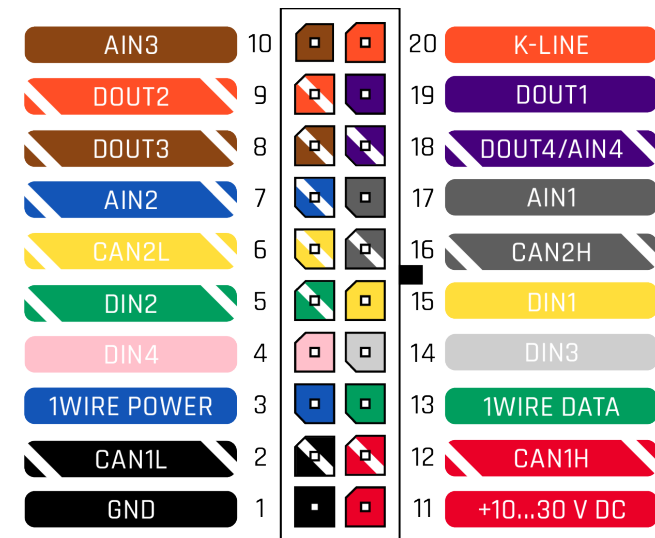 AIN3 10 20 K-LINE
DOUT2 9 19 DOUT1
DOUT3 8 18 DOUT4/AIN4
AIN2 7 17 AIN1
CAN2L 6 16 CAN2H
DIN2 5 15 DIN1
DIN4 4 14 DIN3
1WIRE POWER 3 13 1WIRE DATA
CAN1L 2 12 CAN1H
GND 1 11 +10...30 V DC